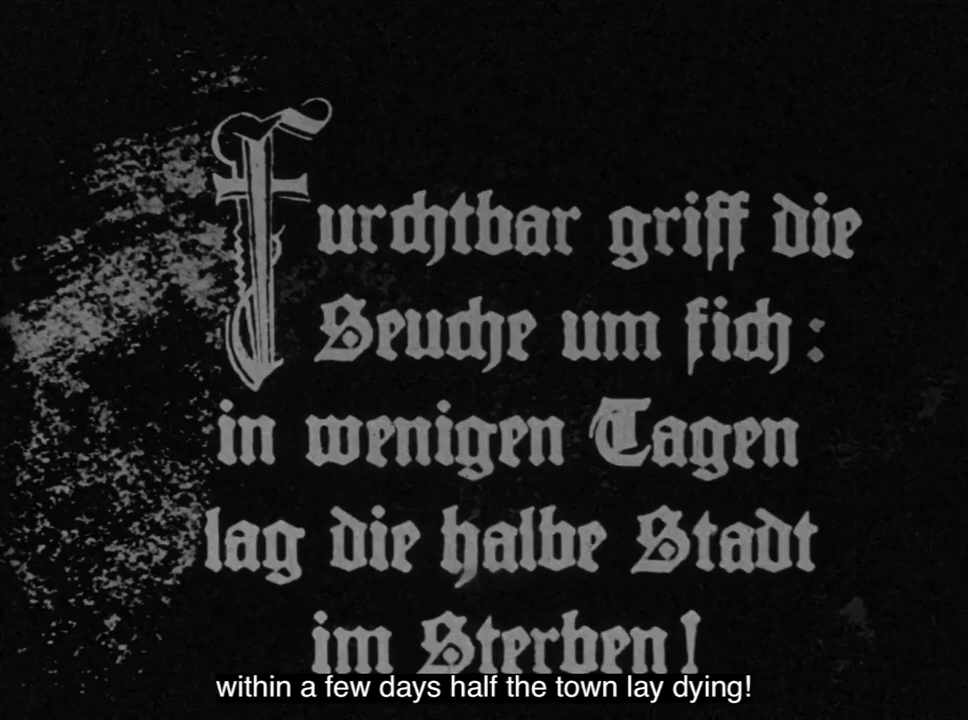 Furchtbar griff die
Seuche um sich:
in wenigen Tagen
lag die halbe Stadt
im Sterben!
within a few days half the town lay dying!